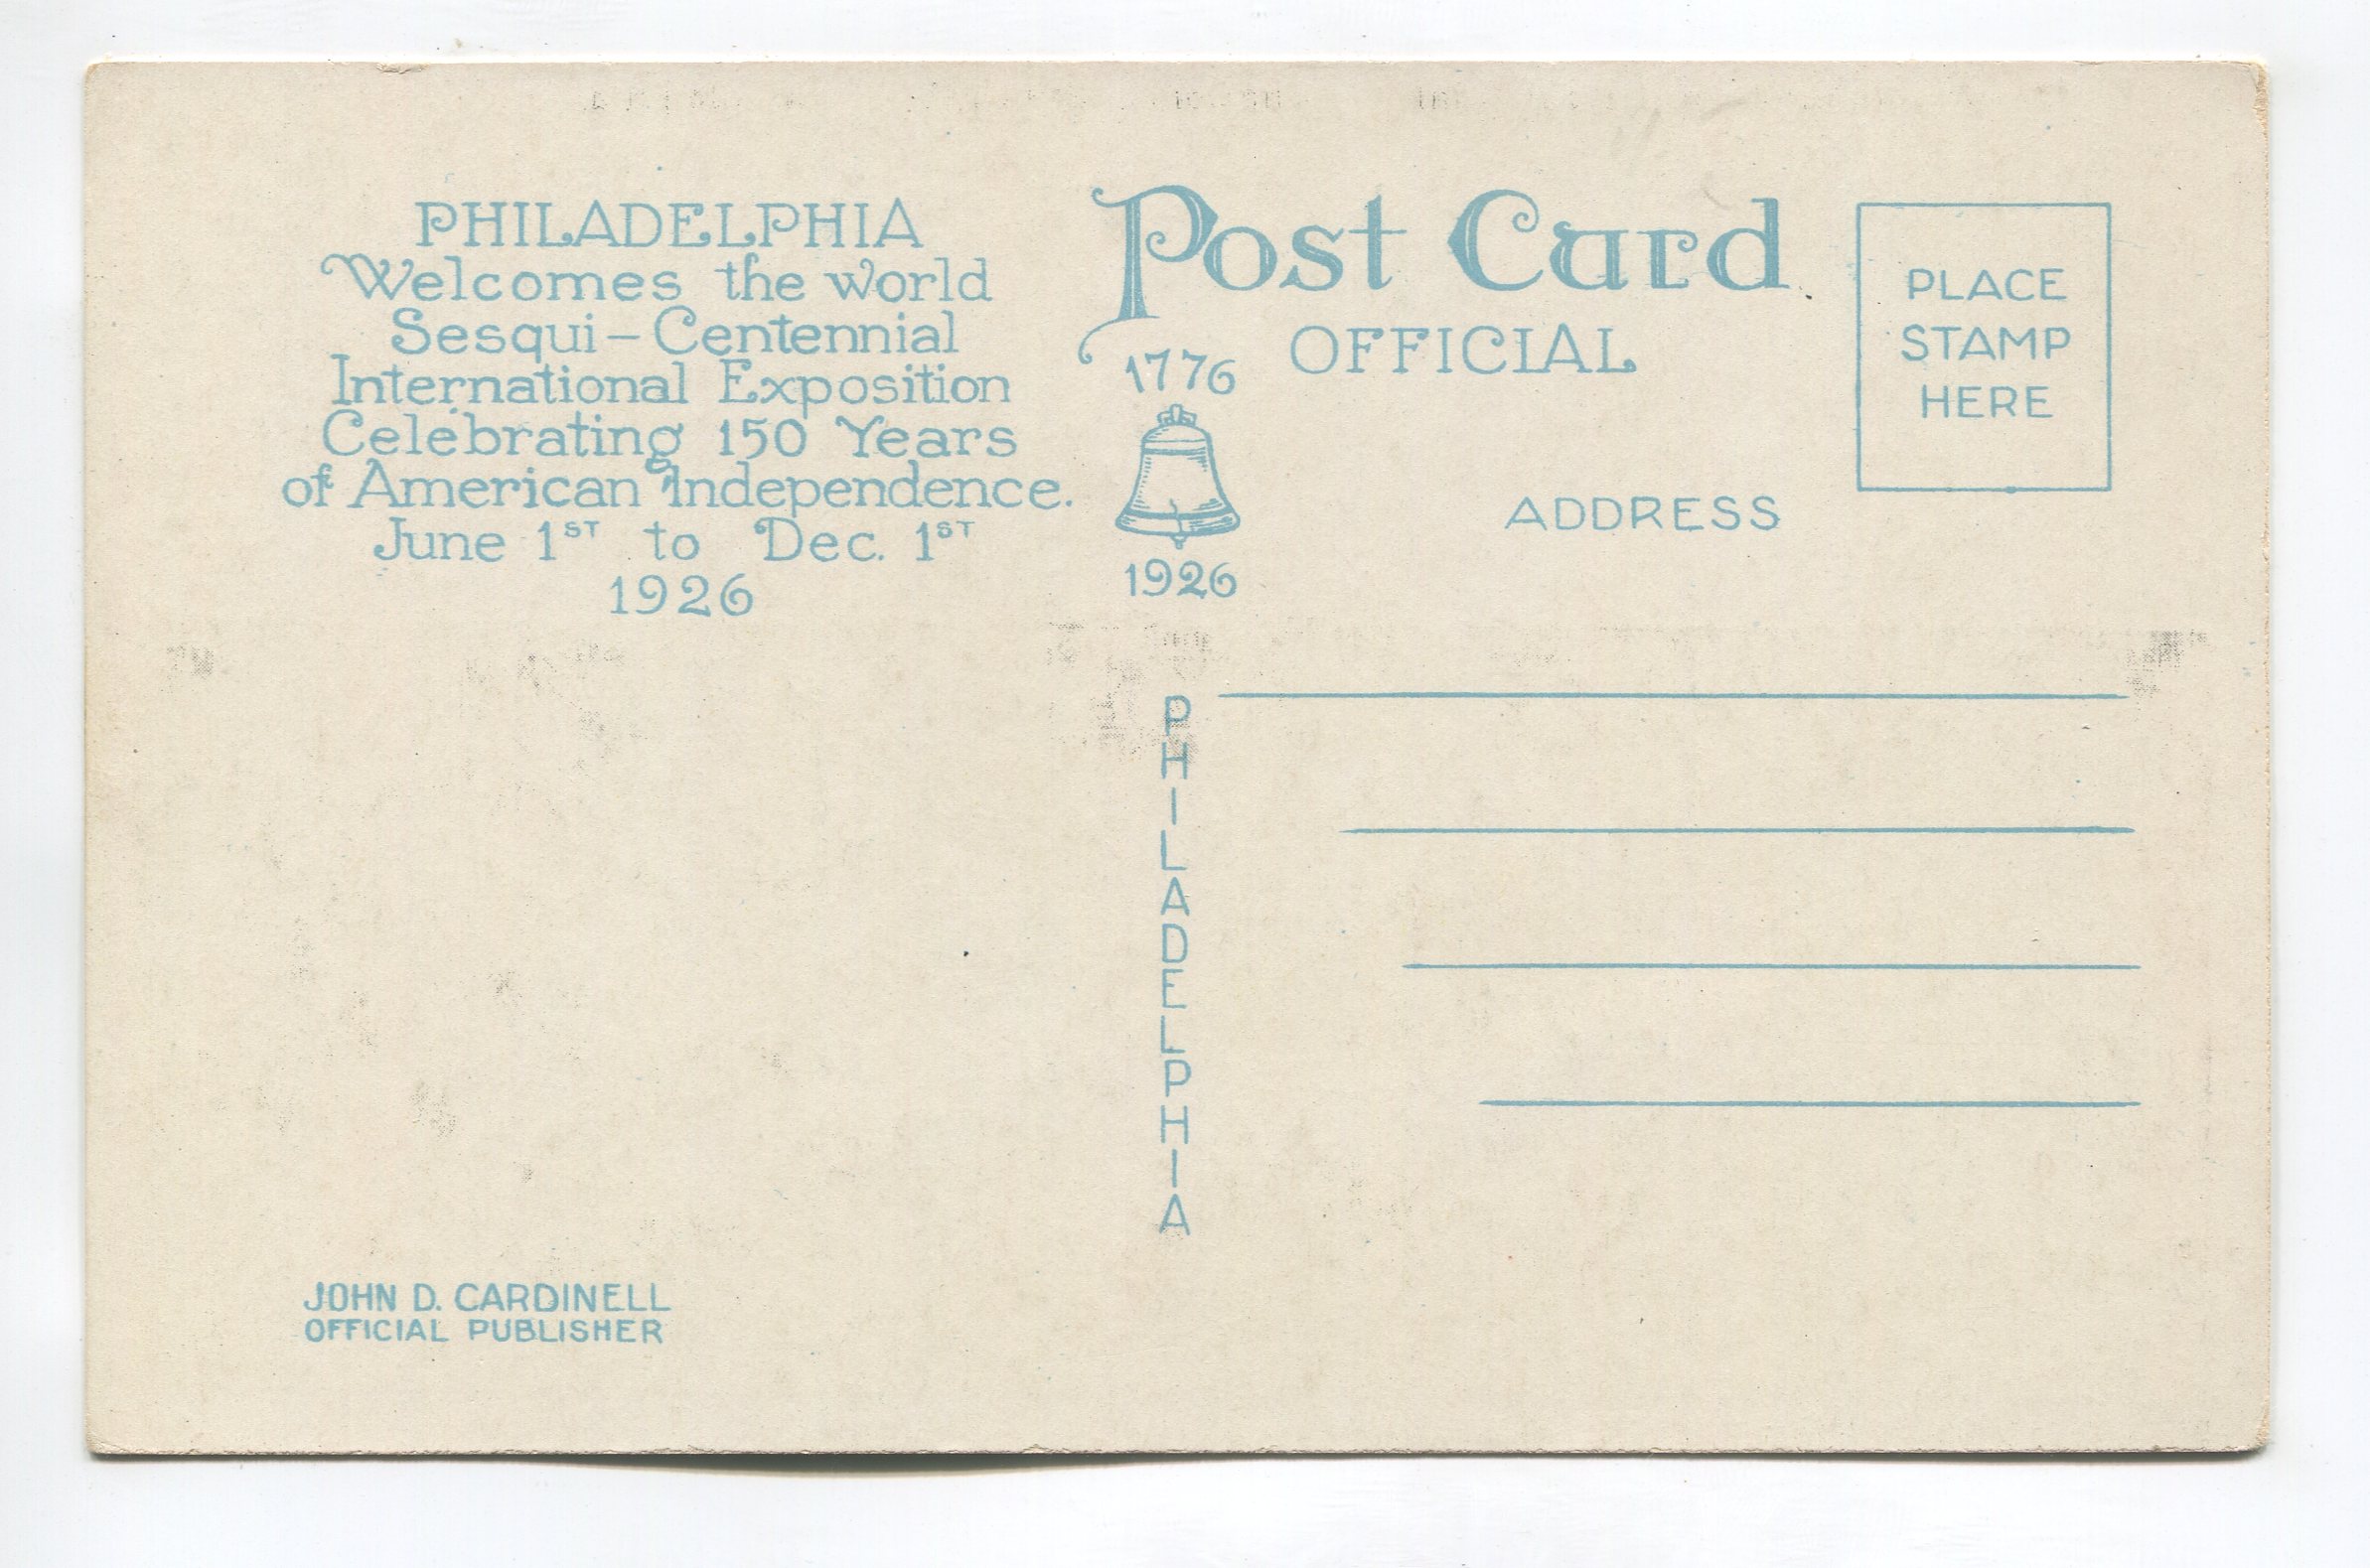 PHILADELPHIA
Welcomes the world
Sesqui-Centennial
International Exposition
Celebrating 150 Years
of American Independence.
June 1ST to Dec. 1ST
1926
Post Card
OFFICIAL
1776
1926
PLACE
STAMP
HERE
ADDRESS
PHILADELPHIA
JOHN D. CARDINELL
OFFICIAL PUBLISHER